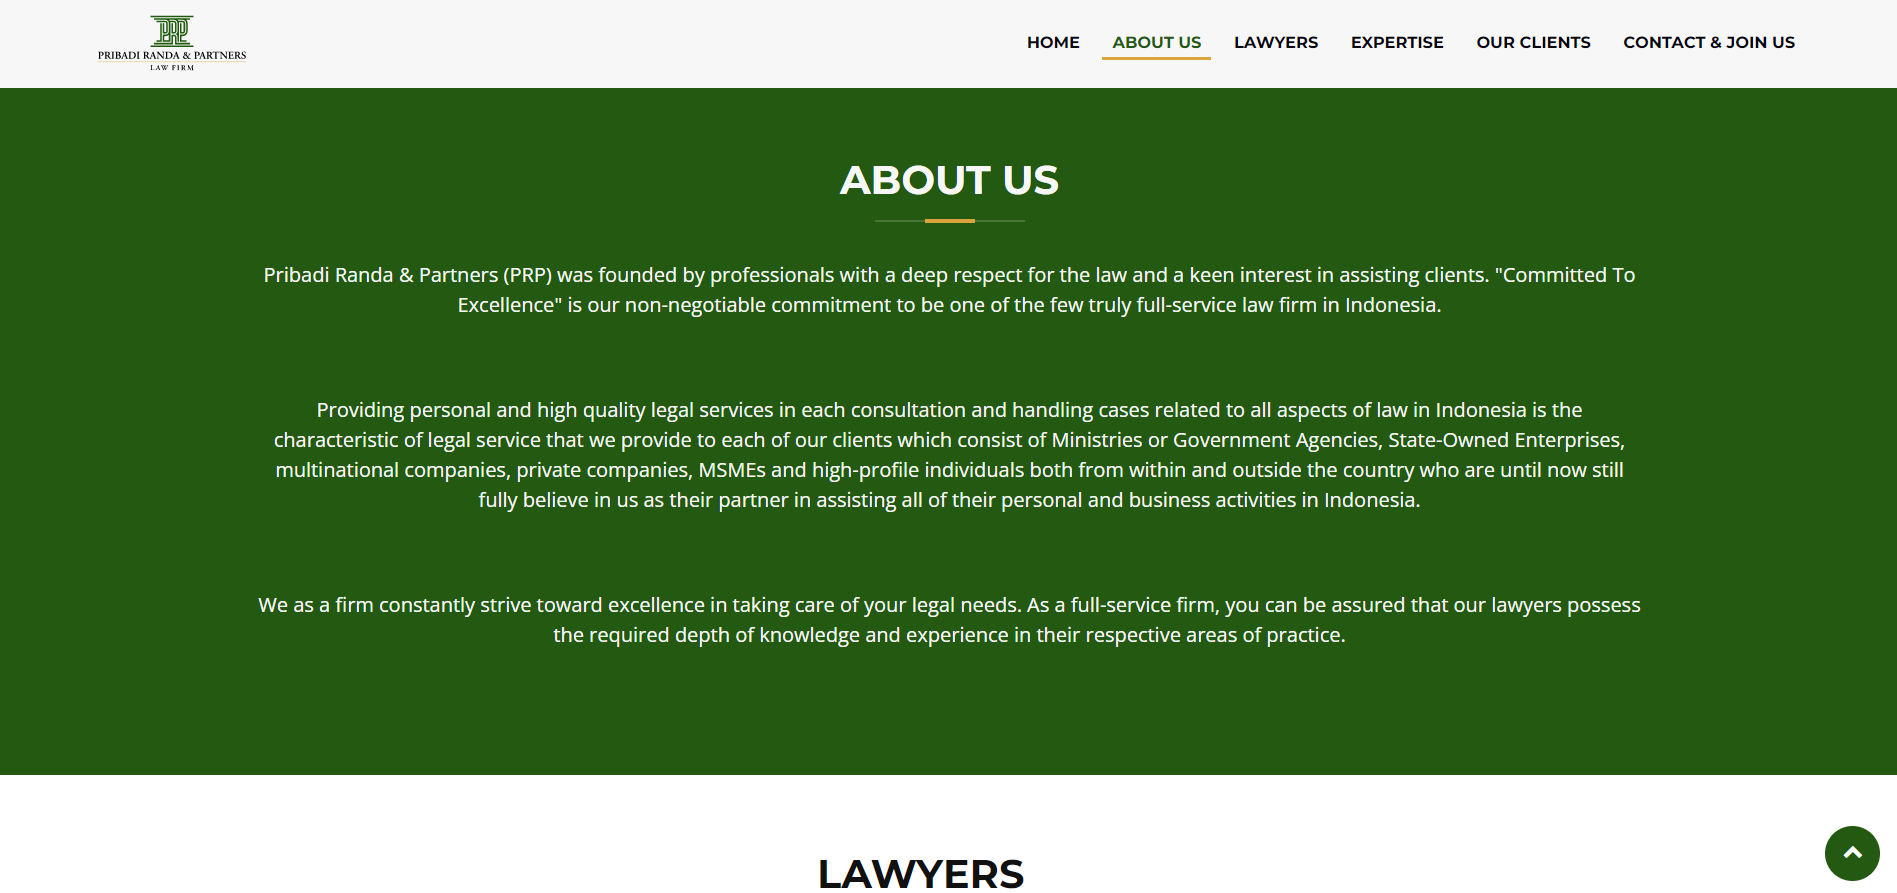 PRP
PRIBADI RANDA & PARTNERS
LAW FIRM
HOME ABOUT US LAWYERS EXPERTISE OUR CLIENTS CONTACT & JOIN US
ABOUT US
Pribadi Randa & Partners (PRP) was founded by professionals with a deep respect for the law and a keen interest in assisting clients. "Committed To
Excellence" is our non-negotiable commitment to be one of the few truly full-service law firm in Indonesia.
Providing personal and high quality legal services in each consultation and handling cases related to all aspects of law in Indonesia is the
characteristic of legal service that we provide to each of our clients which consist of Ministries or Government Agencies, State-Owned Enterprises,
multinational companies, private companies, MSMEs and high-profile individuals both from within and outside the country who are until now still
fully believe in us as their partner in assisting all of their personal and business activities in Indonesia.
We as a firm constantly strive toward excellence in taking care of your legal needs. As a full-service firm, you can be assured that our lawyers possess
the required depth of knowledge and experience in their respective areas of practice.
LAWYERS